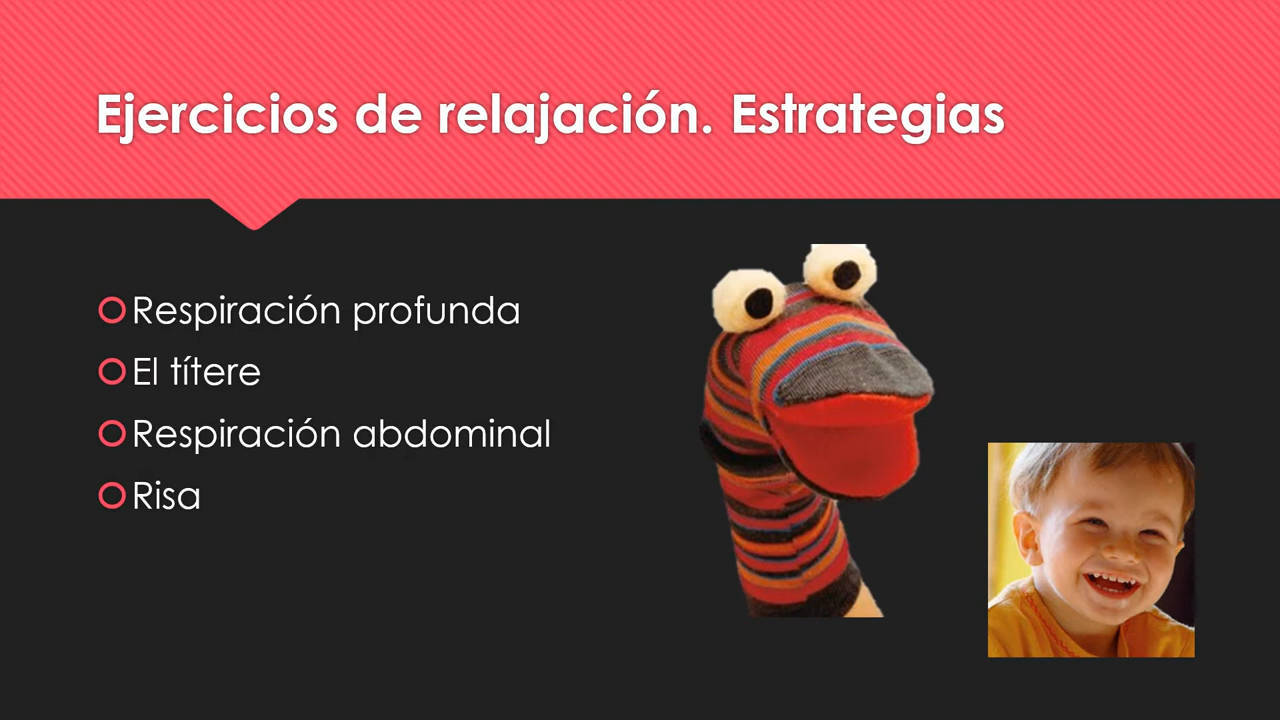 Ejercicios de relajación. Estrategias
Respiración profunda
El títere
Respiración abdominal
Risa